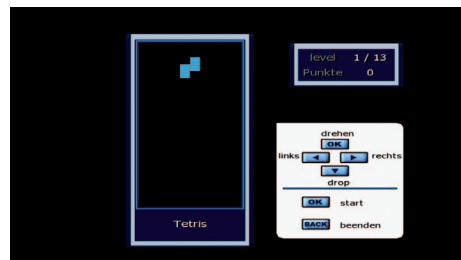 level 1 / 13
Punkte 0
drehen
OK
links rechts
drop
OK start
BACK beenden
Tetris